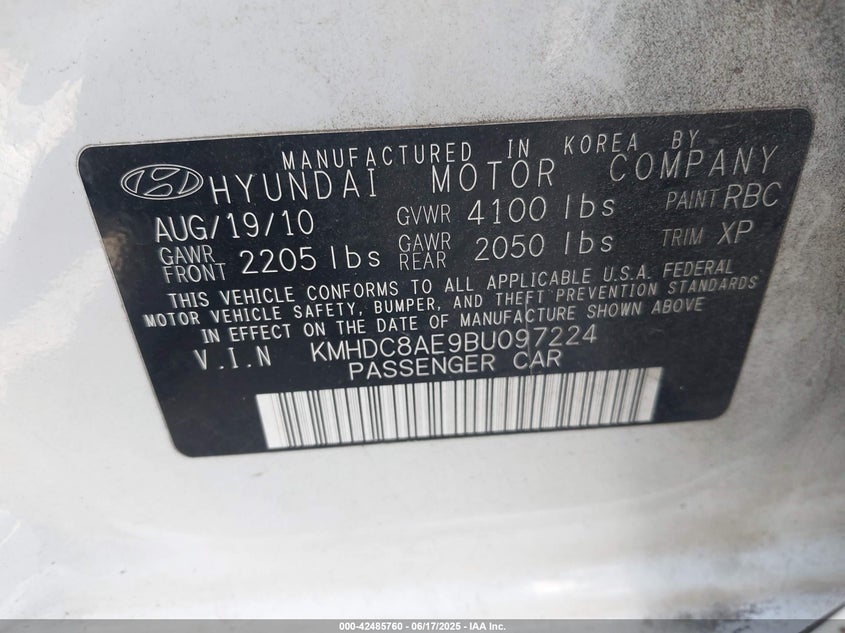 MANUFACTURED IN KOREA BY
HYUNDAI MOTOR COMPANY
AUG/19/10 GVWR 4100 lbs PAINT RBC
GAWR FRONT 2205 lbs GAWR REAR 2050 lbs TRIM XP
THIS VEHICLE CONFORMS TO ALL APPLICABLE U.S.A. FEDERAL
MOTOR VEHICLE SAFETY, BUMPER, AND THEFT PREVENTION STANDARDS
IN EFFECT ON THE DATE OF MANUFACTURE SHOWN ABOVE
V.I.N KMHDC8AE9BU097224
PASSENGER CAR
000-42485760 - 06/17/2025 - IAA Inc.